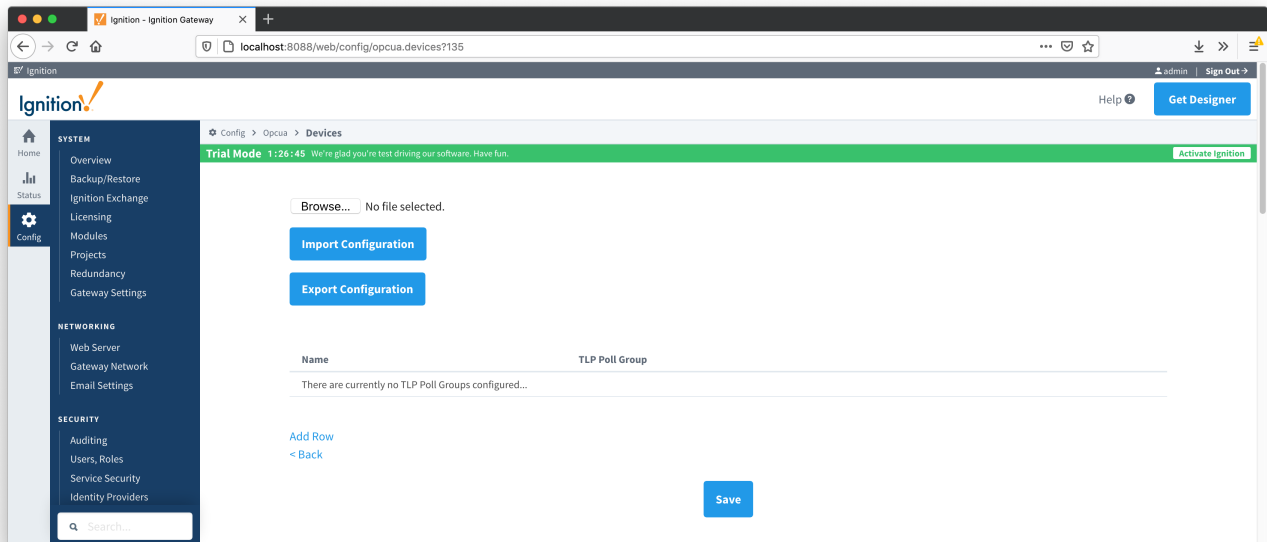 Ignition - Ignition Gateway
localhost:8088/web/config/opcua.devices?135
Ignition
admin | Sign Out
Ignition!
Help
Get Designer
Home
Status
Config
SYSTEM
Overview
Backup/Restore
Ignition Exchange
Licensing
Modules
Projects
Redundancy
Gateway Settings
NETWORKING
Web Server
Gateway Network
Email Settings
SECURITY
Auditing
Users, Roles
Service Security
Identity Providers
Search...
Config > Opcua > Devices
Trial Mode 1:26:45 We're glad you're test driving our software. Have fun.
Activate Ignition
Browse... No file selected.
Import Configuration
Export Configuration
Name TLP Poll Group
There are currently no TLP Poll Groups configured...
Add Row
< Back
Save